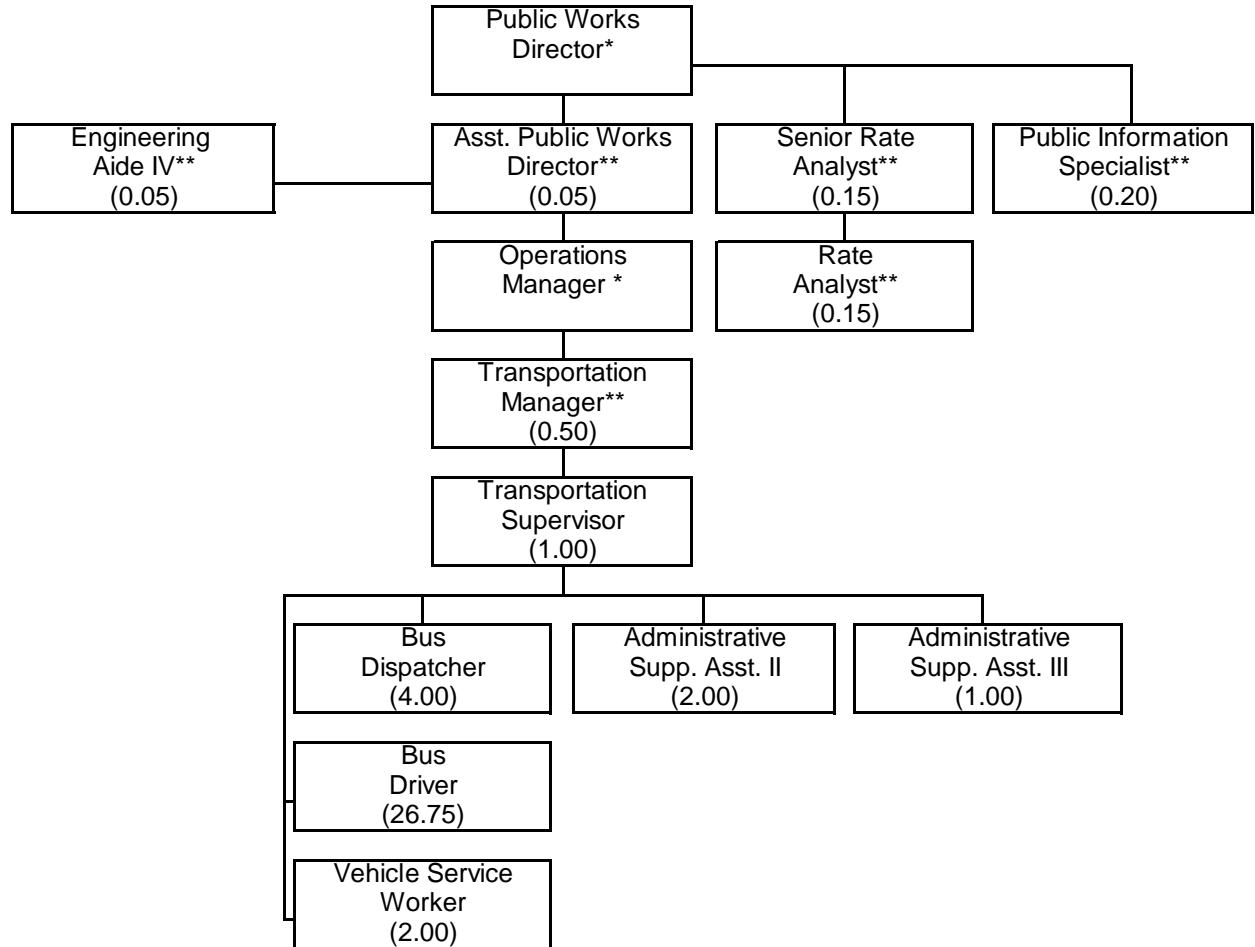 Public Works
Director*
Engineering
Aide IV**
(0.05)
Asst. Public Works
Director**
(0.05)
Senior Rate
Analyst**
(0.15)
Public Information
Specialist**
(0.20)
Operations
Manager *
Rate
Analyst**
(0.15)
Transportation
Manager**
(0.50)
Transportation
Supervisor
(1.00)
Bus
Dispatcher
(4.00)
Administrative
Supp. Asst. II
(2.00)
Administrative
Supp. Asst. III
(1.00)
Bus
Driver
(26.75)
Vehicle Service
Worker
(2.00)